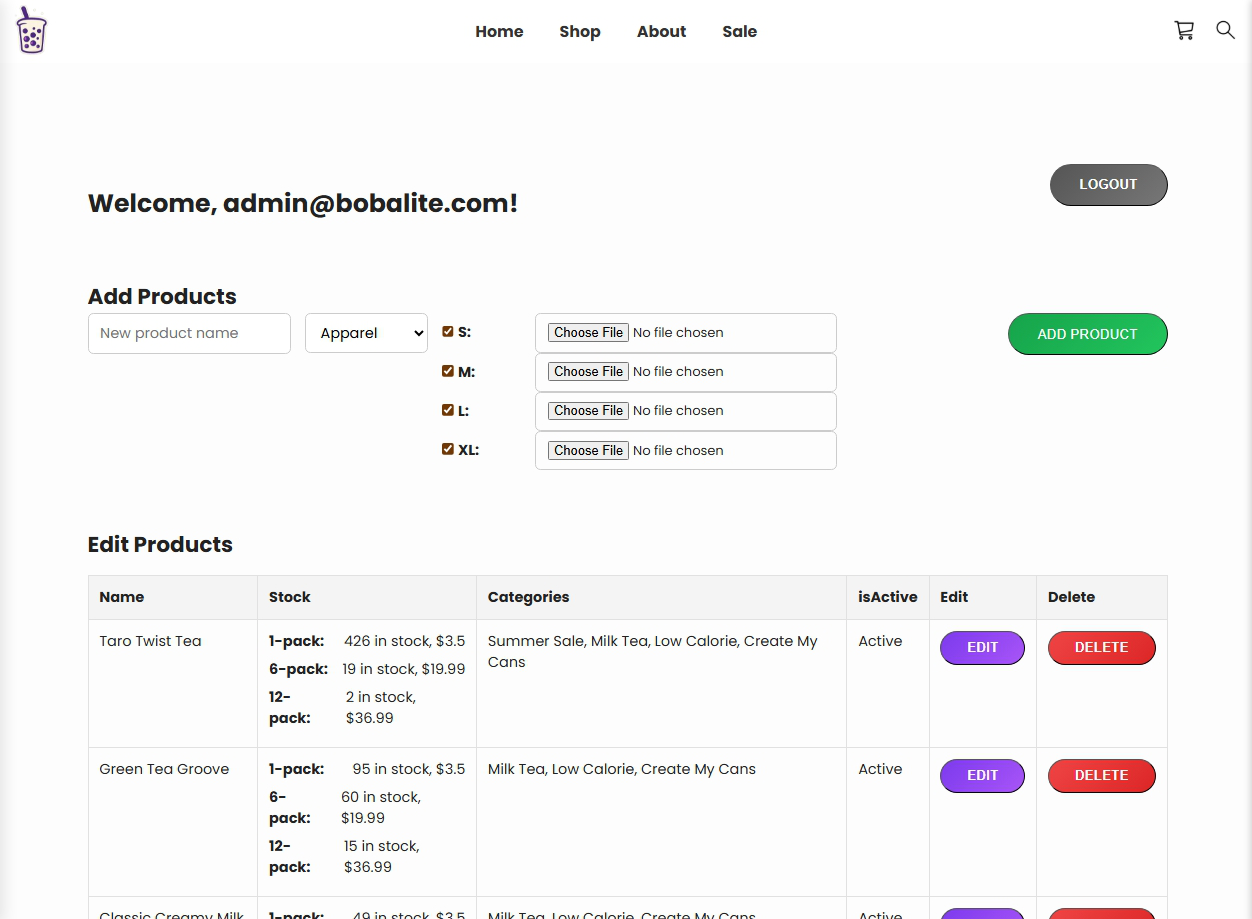 Home Shop About Sale
LOGOUT
Welcome, admin@bobalite.com!
Add Products
New product name Apparel S: Choose File No file chosen ADD PRODUCT
M: Choose File No file chosen
L: Choose File No file chosen
XL: Choose File No file chosen
Edit Products
Name Stock Categories isActive Edit Delete
Taro Twist Tea 1-pack: 426 in stock, $3.5 Summer Sale, Milk Tea, Low Calorie, Create My Active EDIT DELETE
Cans
6-pack: 19 in stock, $19.99
12- 2 in stock,
pack: $36.99
Green Tea Groove 1-pack: 95 in stock, $3.5 Milk Tea, Low Calorie, Create My Cans Active EDIT DELETE
6- 60 in stock,
pack: $19.99
12- 15 in stock,
pack: $36.99
Classic Creamy Milk 1-pack: 49 in stock, $3.5 Milk Tea, Low Calorie, Create My Cans Active